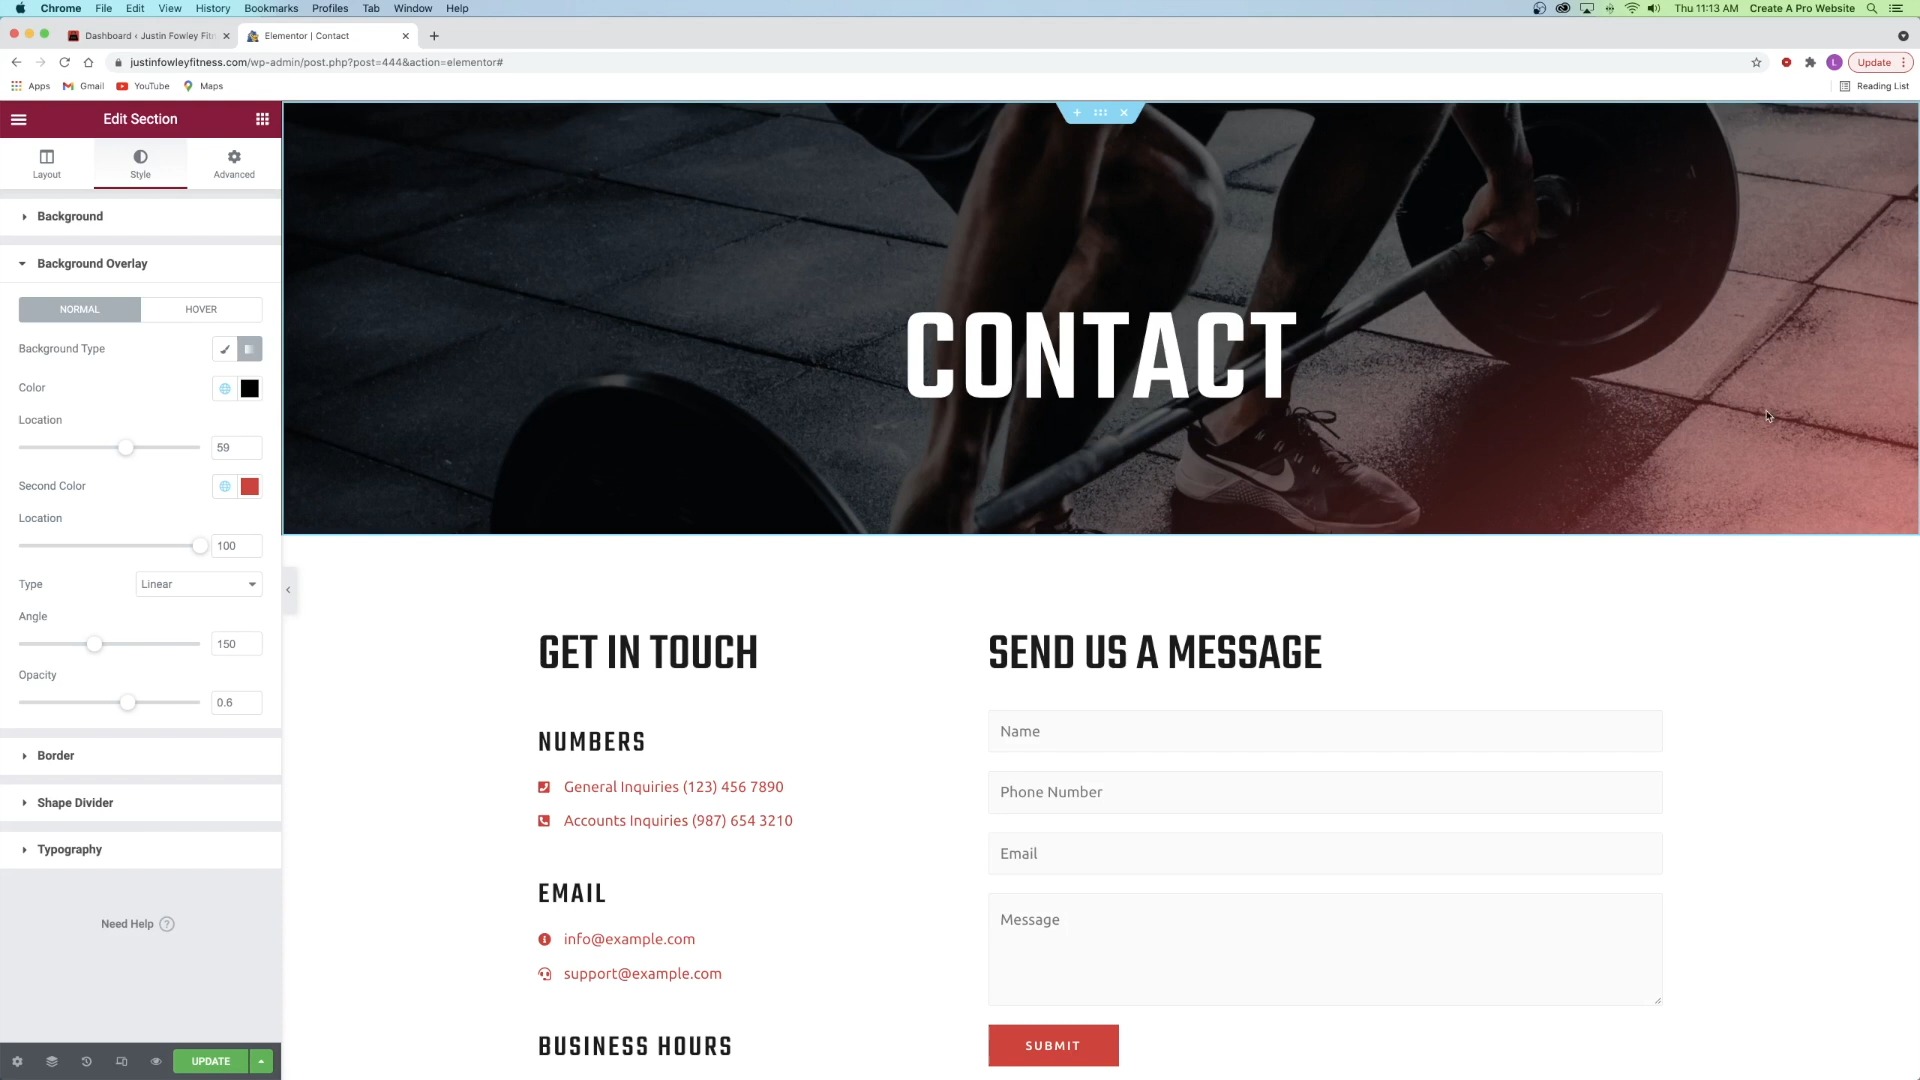 Chrome File Edit View History Bookmarks Profiles Tab Window Help
Thu 11:13 AM Create A Pro Website
Dashboard ‹ Justin Fowley Fit
Elementor | Contact
justinfowleyfitness.com/wp-admin/post.php?post=444&action=elementor#
L
Update
Apps Gmail YouTube Maps
Reading List
Edit Section
Layout Style Advanced
Background
Background Overlay
NORMAL HOVER
Background Type
Color
Location
59
Second Color
Location
100
Type Linear
Angle
150
Opacity
0.6
Border
Shape Divider
Typography
Need Help ?
UPDATE
CONTACT
GET IN TOUCH
NUMBERS
General Inquiries (123) 456 7890
Accounts Inquiries (987) 654 3210
EMAIL
info@example.com
support@example.com
BUSINESS HOURS
SEND US A MESSAGE
Name
Phone Number
Email
Message
SUBMIT